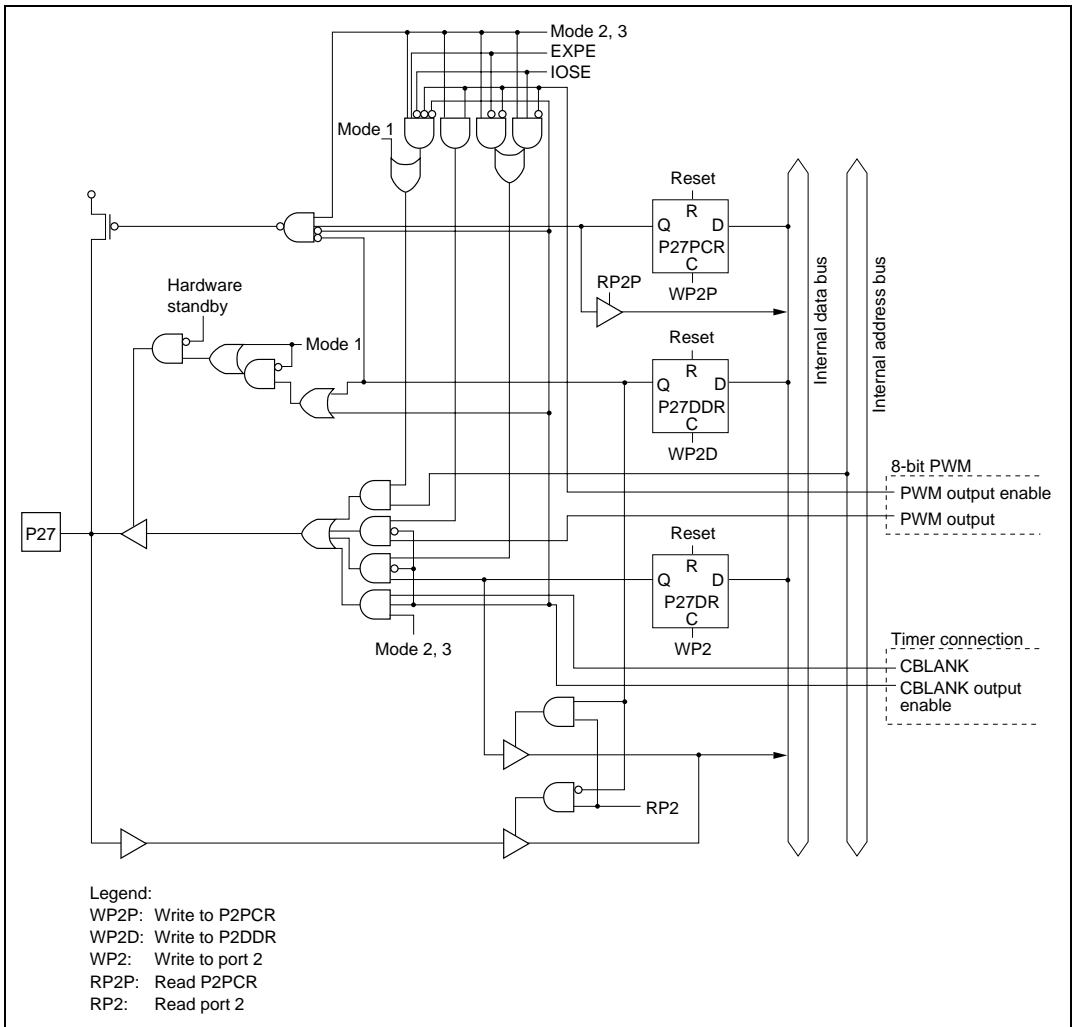 Mode 2, 3
EXPE
IOSE
Mode 1
Reset
R
Q D
P27PCR
C
WP2P
RP2P
Hardware
standby
Mode 1
Reset
R
Q D
P27DDR
C
WP2D
Internal data bus
Internal address bus
8-bit PWM
PWM output enable
PWM output
P27
Reset
R
Q D
P27DR
C
WP2
Mode 2, 3
Timer connection
CBLANK
CBLANK output
enable
RP2
Legend:
WP2P: Write to P2PCR
WP2D: Write to P2DDR
WP2: Write to port 2
RP2P: Read P2PCR
RP2: Read port 2